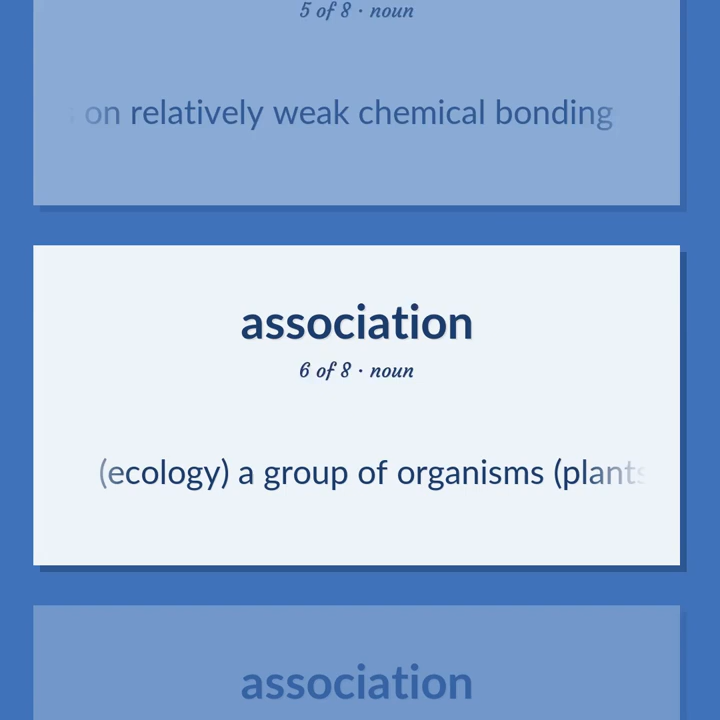 5 of 8 · noun
on relatively weak chemical bonding
association
6 of 8 · noun
(ecology) a group of organisms (plants
association